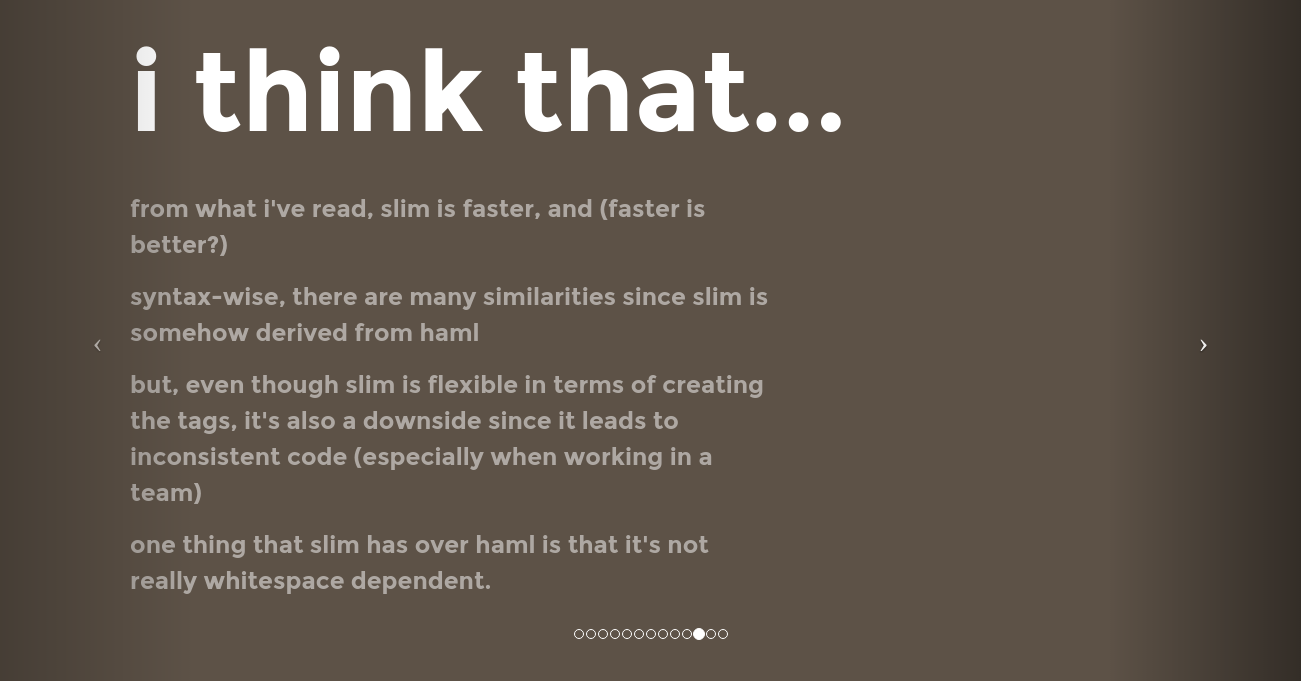 i think that...
from what i've read, slim is faster, and (faster is
better?)
syntax-wise, there are many similarities since slim is
somehow derived from haml
but, even though slim is flexible in terms of creating
the tags, it's also a downside since it leads to
inconsistent code (especially when working in a
team)
one thing that slim has over haml is that it's not
really whitespace dependent.